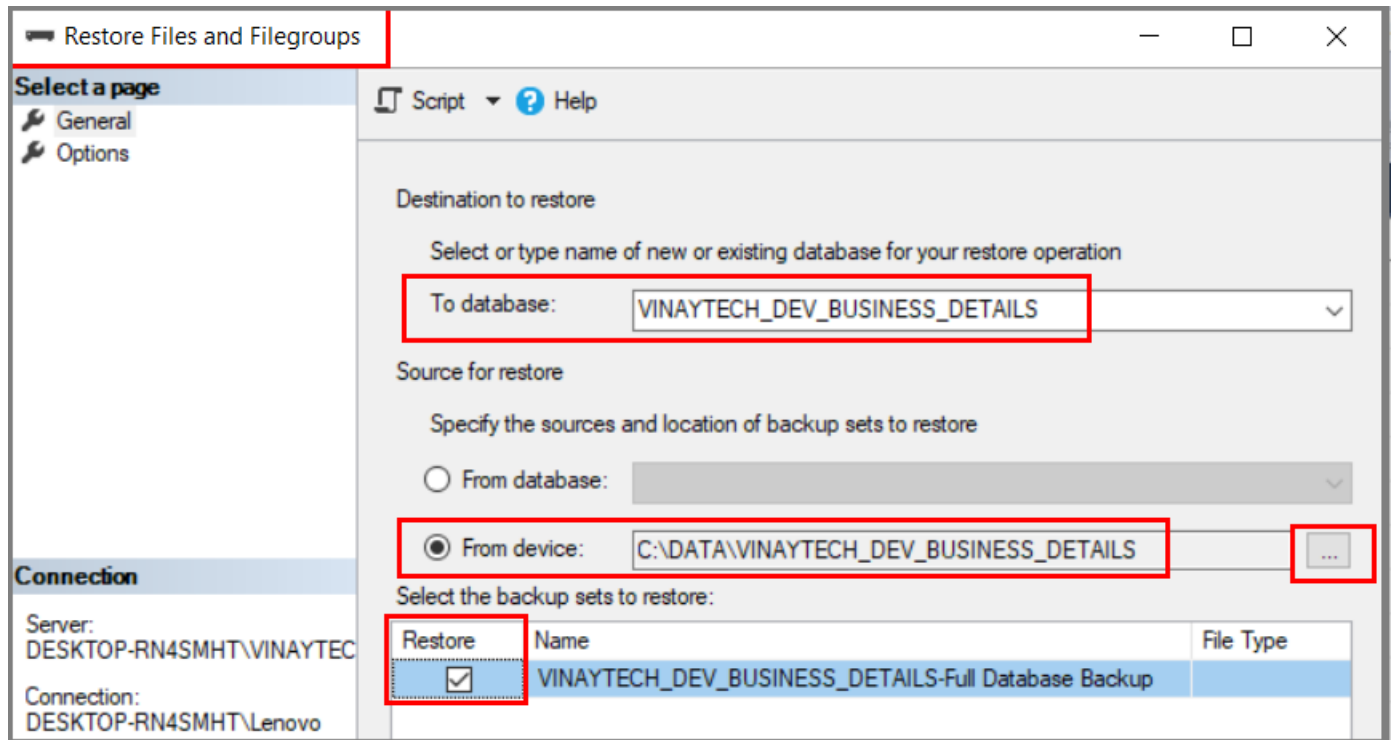 Restore Files and Filegroups
Select a page
General
Options
Script
Help
Destination to restore
Select or type name of new or existing database for your restore operation
To database: VINAYTECH_DEV_BUSINESS_DETAILS
Source for restore
Specify the sources and location of backup sets to restore
From database:
From device: C:\DATA\VINAYTECH_DEV_BUSINESS_DETAILS ...
Select the backup sets to restore:
Restore Name File Type
VINAYTECH_DEV_BUSINESS_DETAILS-Full Database Backup
Connection
Server:
DESKTOP-RN4SMHT\VINAYTEC
Connection:
DESKTOP-RN4SMHT\Lenovo